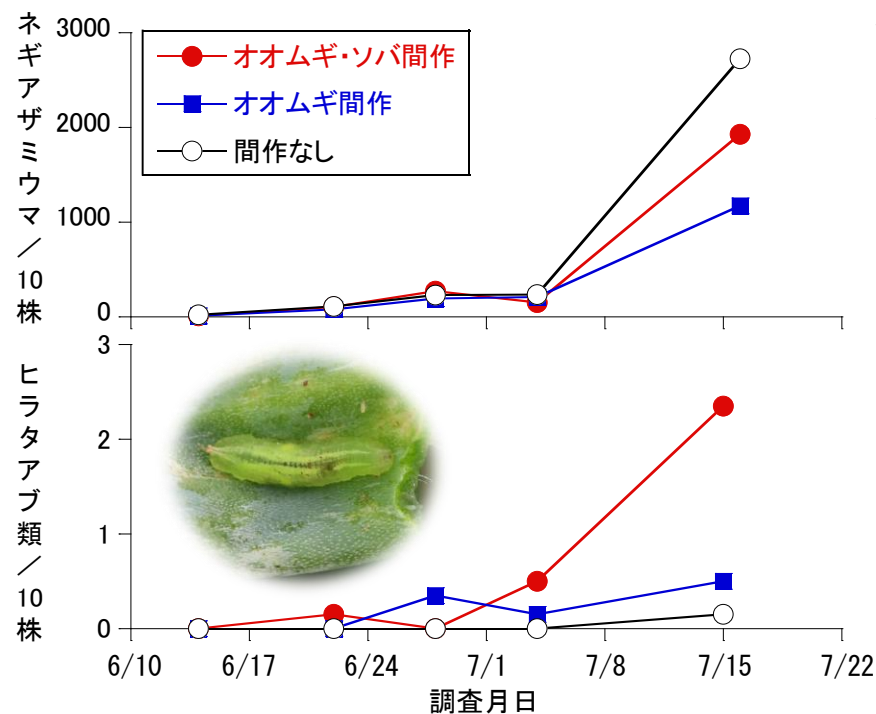 ネギアザミウマ/10株
3000
2000
1000
0
オオムギ・ソバ間作
オオムギ間作
間作なし
ヒラタアブ類/10株
3
2
1
0
6/10 6/17 6/24 7/1 7/8 7/15 7/22
調査月日